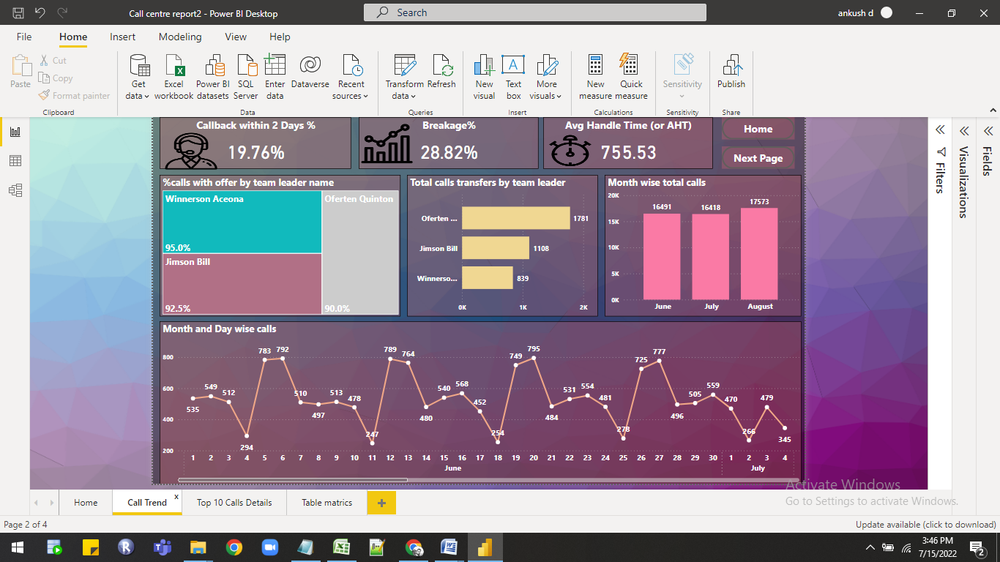 Call centre report2 - Power BI Desktop
Search
ankush d
File Home Insert Modeling View Help
Paste
Cut
Copy
Format painter
Clipboard
Get data
Excel workbook
Power BI datasets
SQL Server
Enter data
Dataverse
Recent sources
Data
Transform data
Refresh
Queries
New visual
Text box
More visuals
Insert
New measure
Quick measure
Calculations
Sensitivity
Sensitivity
Publish
Share
Callback within 2 Days %
19.76%
Breakage%
28.82%
Avg Handle Time (or AHT)
755.53
Home
Next Page
Filters
Visualizations
Fields
%calls with offer by team leader name
Winnerson Aceona
95.0%
Jimson Bill
92.5%
Oferten Quinton
90.0%
Total calls transfers by team leader
Oferten ... 1781
Jimson Bill 1108
Winnerso... 839
0K 1K 2K
Month wise total calls
20K
15K
10K
5K
0K
16491 16418 17573
June July August
Month and Day wise calls
800
600
400
200
535 549 512 294 783 792 510 497 513 478 247 789 764 480 540 568 452 254 749 795 484 531 554 481 278 725 777 496 505 559 470 266 479 345
1 2 3 4 5 6 7 8 9 10 11 12 13 14 15 16 17 18 19 20 21 22 23 24 25 26 27 28 29 30 1 2 3 4
June July
Activate Windows
Go to Settings to activate Windows.
Home Call Trend x Top 10 Calls Details Table matrics +
Page 2 of 4
Update available (click to download)
3:46 PM
7/15/2022
2